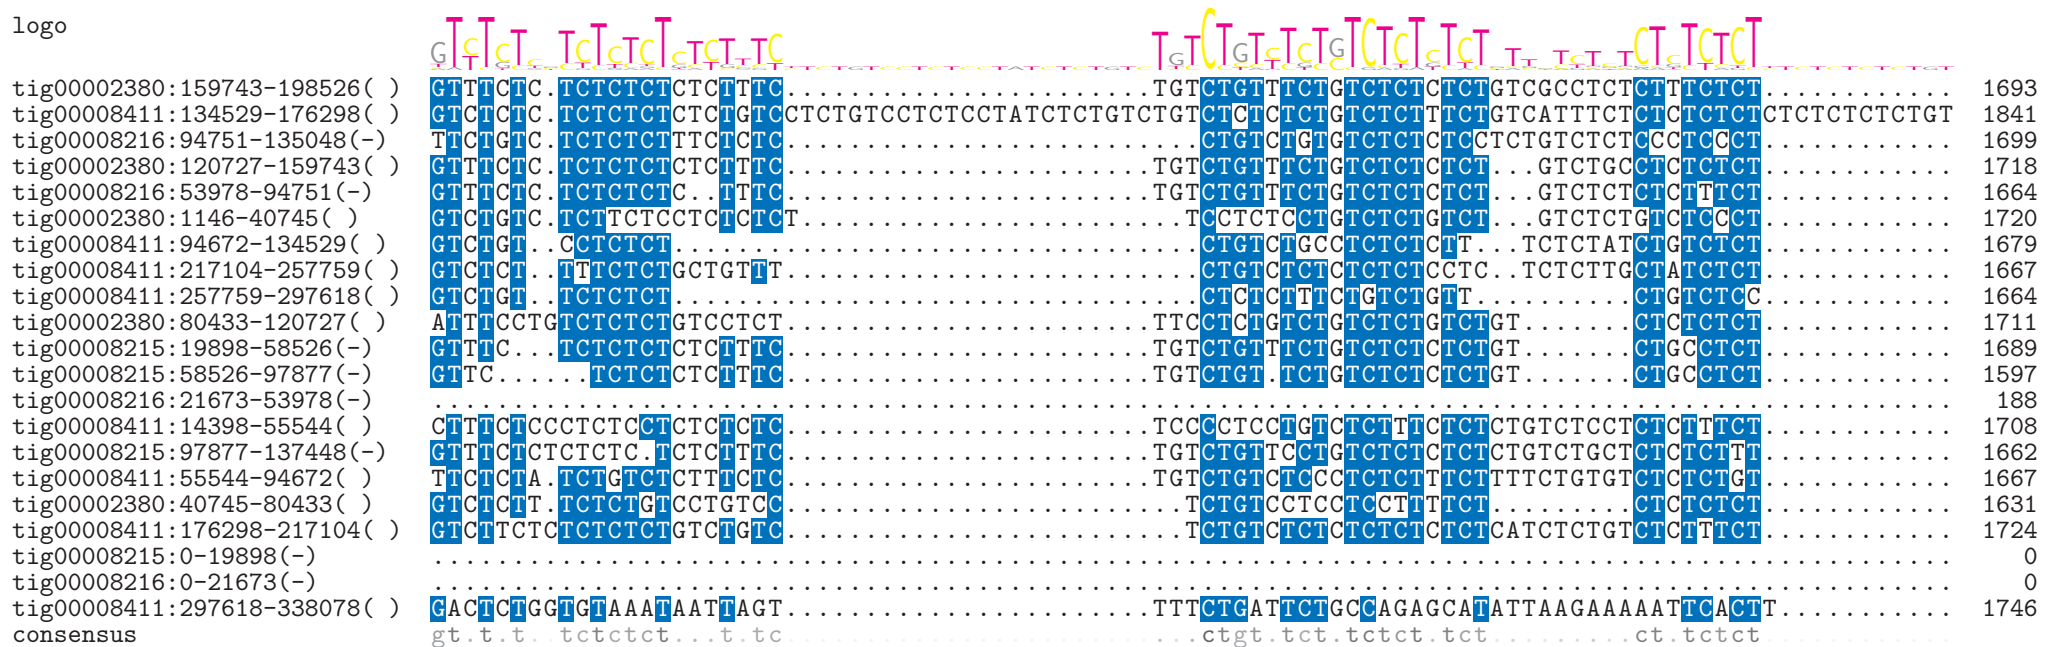 logo
tig00002380:159743-198526( ) GTTTCTC.TCTCTCTCTCTTTC.......................TGTCTGTTTCTGTCTCTCTCTGTCGCCTCTCTTTCTCT............ 1693
tig00008411:134529-176298( ) GTCTCTC.TCTCTCTCTCTGTCCTCTGTCCTCTCCTATCTCTGTCTGTCTCTCTCTGTCTCTTTCTGTCATTTCTCTCTCTCTCTCTCTCTCTGT 1841
tig00008216:94751-135048(-) TTCTGTC.TCTCTCTTTCTCTC..........................CTGTCTGTGTCTCTCTCCTCTGTCTCTCCCTCCCT............ 1699
tig00002380:120727-159743( ) GTTTCTC.TCTCTCTCTCTTTC.......................TGTCTGTTTCTGTCTCTCTCT...GTCTGCCTCTCTCT............ 1718
tig00008216:53978-94751(-) GTTTCTC.TCTCTCTC..TTTC.......................TGTCTGTTTCTGTCTCTCTCT...GTCTCTCTCTTTCT............ 1664
tig00002380:1146-40745( ) GTCTGTC.TCTTCTCCTCTCTCT........................TCCTCTCCTGTCTCTGTCT...GTCTCTGTCTCCCT............ 1720
tig00008411:94672-134529( ) GTCTGT..CCTCTCT.................................CTGTCTGCCTCTCTCTT...TCTCTATCTGTCTCT............ 1679
tig00008411:217104-257759( ) GTCTCT..TTTCTCTGCTGTTT..........................CTGTCTCTCTCTCTCCTC..TCTCTTGCTATCTCT............ 1667
tig00008411:257759-297618( ) GTCTGT..TCTCTCT.................................CTCTCTTTCTGTCTGTT..........CTGTCTCC............ 1664
tig00002380:80433-120727( ) ATTTCCTGTCTCTCTGTCCTCT.......................TTCCTCTGTCTGTCTCTGTCTGT.......CTCTCTCT............ 1711
tig00008215:19898-58526(-) GTTTC...TCTCTCTCTCTTTC.......................TGTCTGTTTCTGTCTCTCTCTGT.......CTGCCTCT............ 1689
tig00008215:58526-97877(-) GTTC......TCTCTCTCTTTC.......................TGTCTGT.TCTGTCTCTCTCTGT.......CTGCCTCT............ 1597
tig00008216:21673-53978(-) ............................................................................................... 188
tig00008411:14398-55544( ) CTTTCTCCCTCTCCTCTCTCTC.......................TCCCCTCCTGTCTCTTTCTCTCTGTCTCCTCTCTTTCT............ 1708
tig00008215:97877-137448(-) GTTTCTCTCTCTC.TCTCTTTC.......................TGTCTGTTCCTGTCTCTCTCTCTGTCTGCTCTCTCTTT............ 1662
tig00008411:55544-94672( ) TTCTCTA.TCTGTCTCTTTCTC.......................TGTCTGTCTCCCTCTCTTTCTTTTCTGTGTCTCTCTGT............ 1667
tig00002380:40745-80433( ) GTCTCTT.TCTCTGTCCTGTCC.........................TCTGTCCTCCTCCTTTTCT.........CTCTCTCT............ 1631
tig00008411:176298-217104( ) GTCTTCTCTCTCTCTGTCTGTC.........................TCTGTCTCTCTCTCTCTCTCATCTCTGTCTCTTTCT............ 1724
tig00008215:0-19898(-) ............................................................................................... 0
tig00008216:0-21673(-) ............................................................................................... 0
tig00008411:297618-338078( ) GACTCTGGTGTAAATAATTAGT.......................TTTCTGATTCTGCCAGAGCATATTAAGAAAAATTCACTT........... 1746
consensus gt.t.t..tctctct...t.tc..........................ctgt.tct.tctct.tct.........ct.tctct............